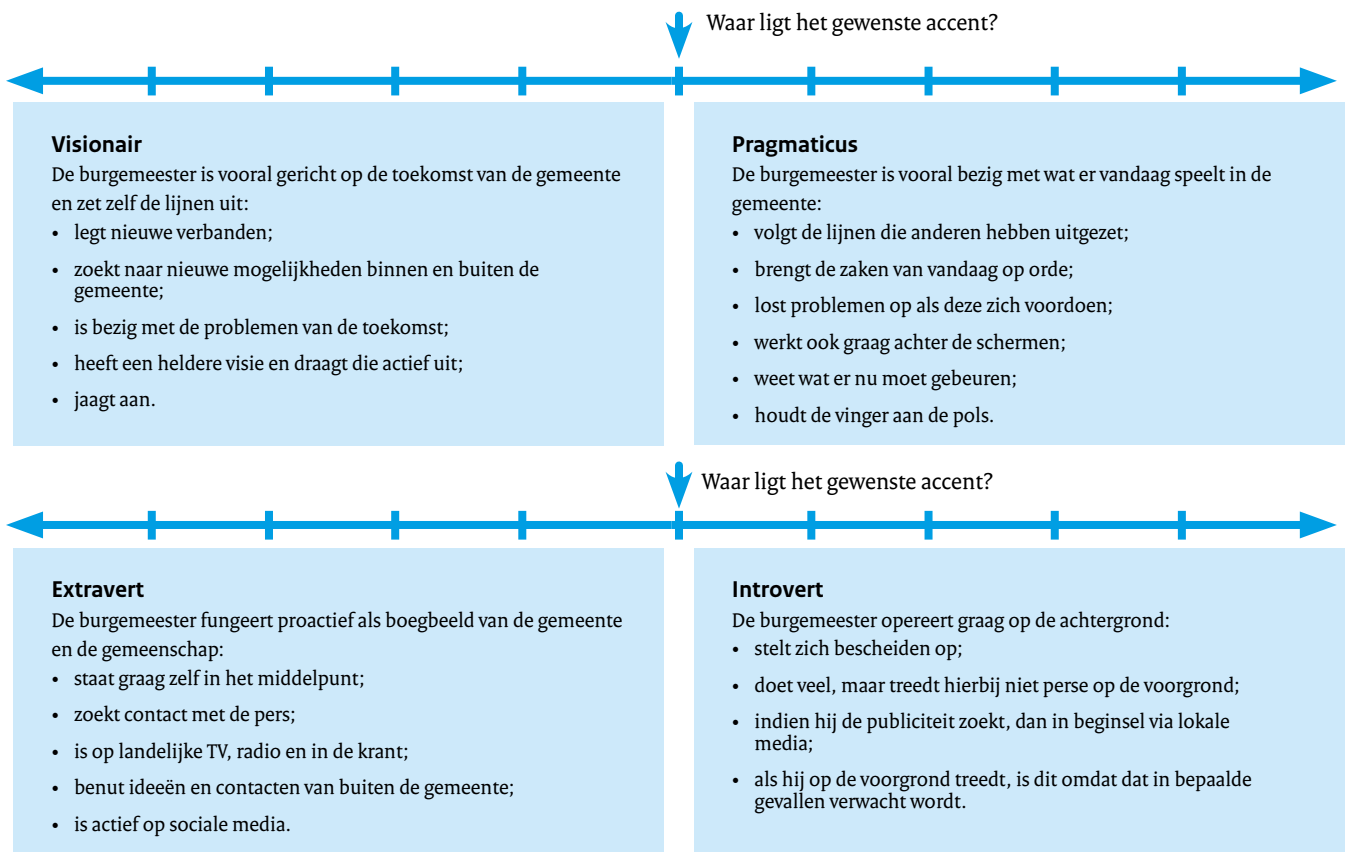 Waar ligt het gewenste accent?
Visionair
De burgemeester is vooral gericht op de toekomst van de gemeente
en zet zelf de lijnen uit:
• legt nieuwe verbanden;
• zoekt naar nieuwe mogelijkheden binnen en buiten de
gemeente;
• is bezig met de problemen van de toekomst;
• heeft een heldere visie en draagt die actief uit;
• jaagt aan.
Pragmaticus
De burgemeester is vooral bezig met wat er vandaag speelt in de
gemeente:
• volgt de lijnen die anderen hebben uitgezet;
• brengt de zaken van vandaag op orde;
• lost problemen op als deze zich voordoen;
• werkt ook graag achter de schermen;
• weet wat er nu moet gebeuren;
• houdt de vinger aan de pols.
Waar ligt het gewenste accent?
Extravert
De burgemeester fungeert proactief als boegbeeld van de gemeente
en de gemeenschap:
• staat graag zelf in het middelpunt;
• zoekt contact met de pers;
• is op landelijke TV, radio en in de krant;
• benut ideeën en contacten van buiten de gemeente;
• is actief op sociale media.
Introvert
De burgemeester opereert graag op de achtergrond:
• stelt zich bescheiden op;
• doet veel, maar treedt hierbij niet perse op de voorgrond;
• indien hij de publiciteit zoekt, dan in beginsel via lokale
media;
• als hij op de voorgrond treedt, is dit omdat dat in bepaalde
gevallen verwacht wordt.